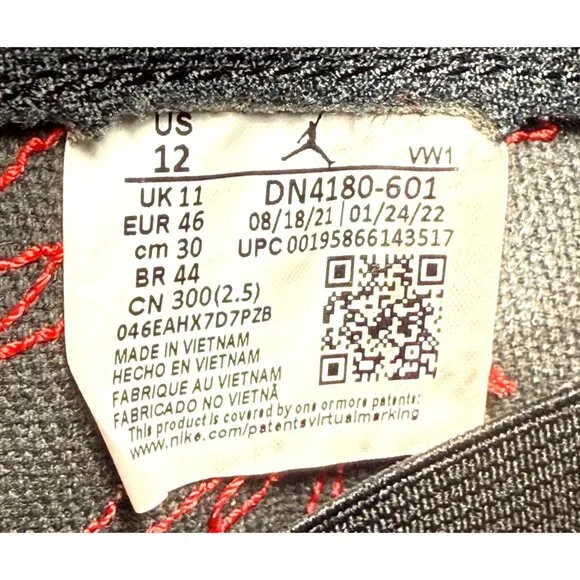 US
12
VW1
UK 11
DN4180-601
EUR 46
08/18/21 | 01/24/22
cm 30
UPC 00195866143517
BR 44
CN 300(2.5)
046EAHX7D7PZB
MADE IN VIETNAM
HECHO EN VIETNAM
FABRIQUE AU VIETNAM
FABRICADO NO VIETNÃ
This product is covered by one or more patents:
www.nike.com/patentsvirtualmarking